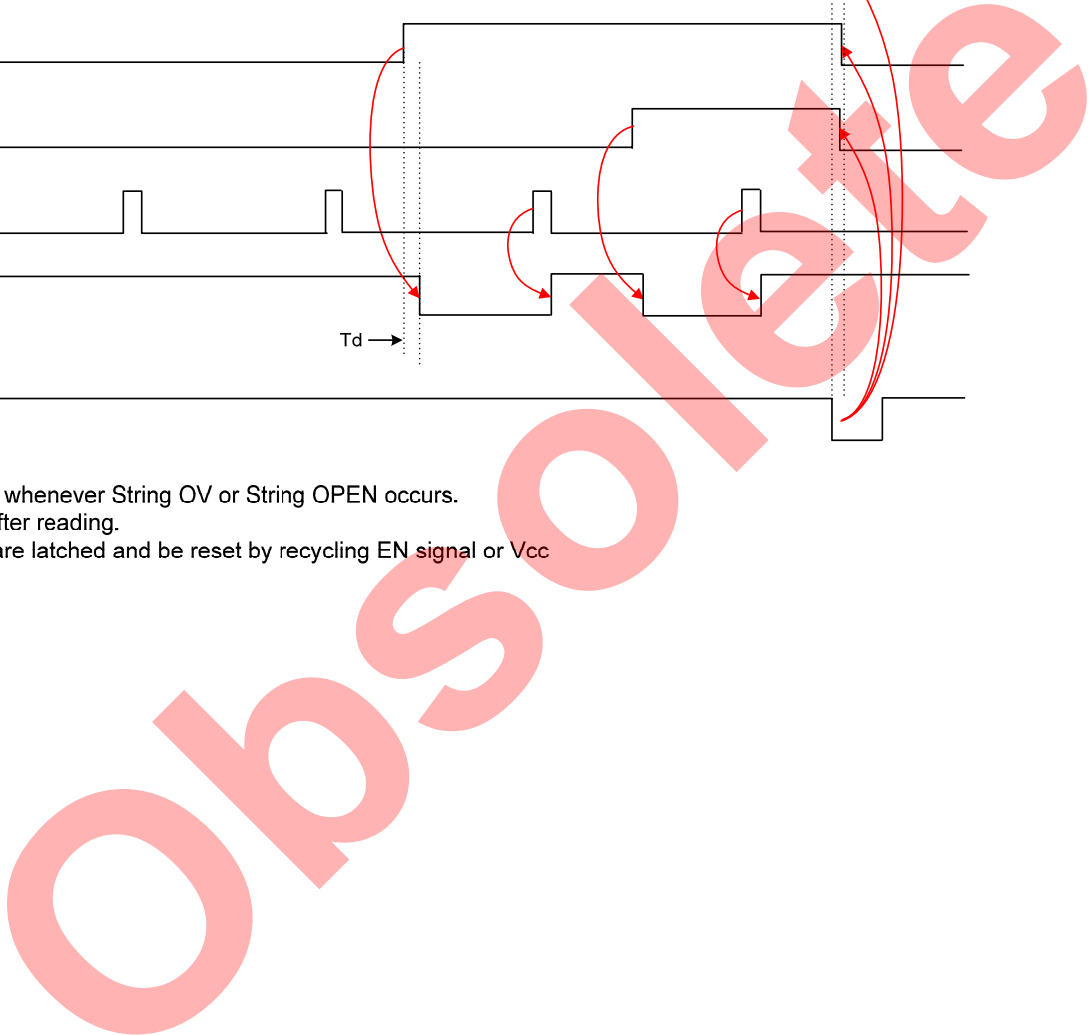 Td
whenever String OV or String OPEN occurs.
fter reading.
are latched and be reset by recycling EN signal or Vcc
Obsolete